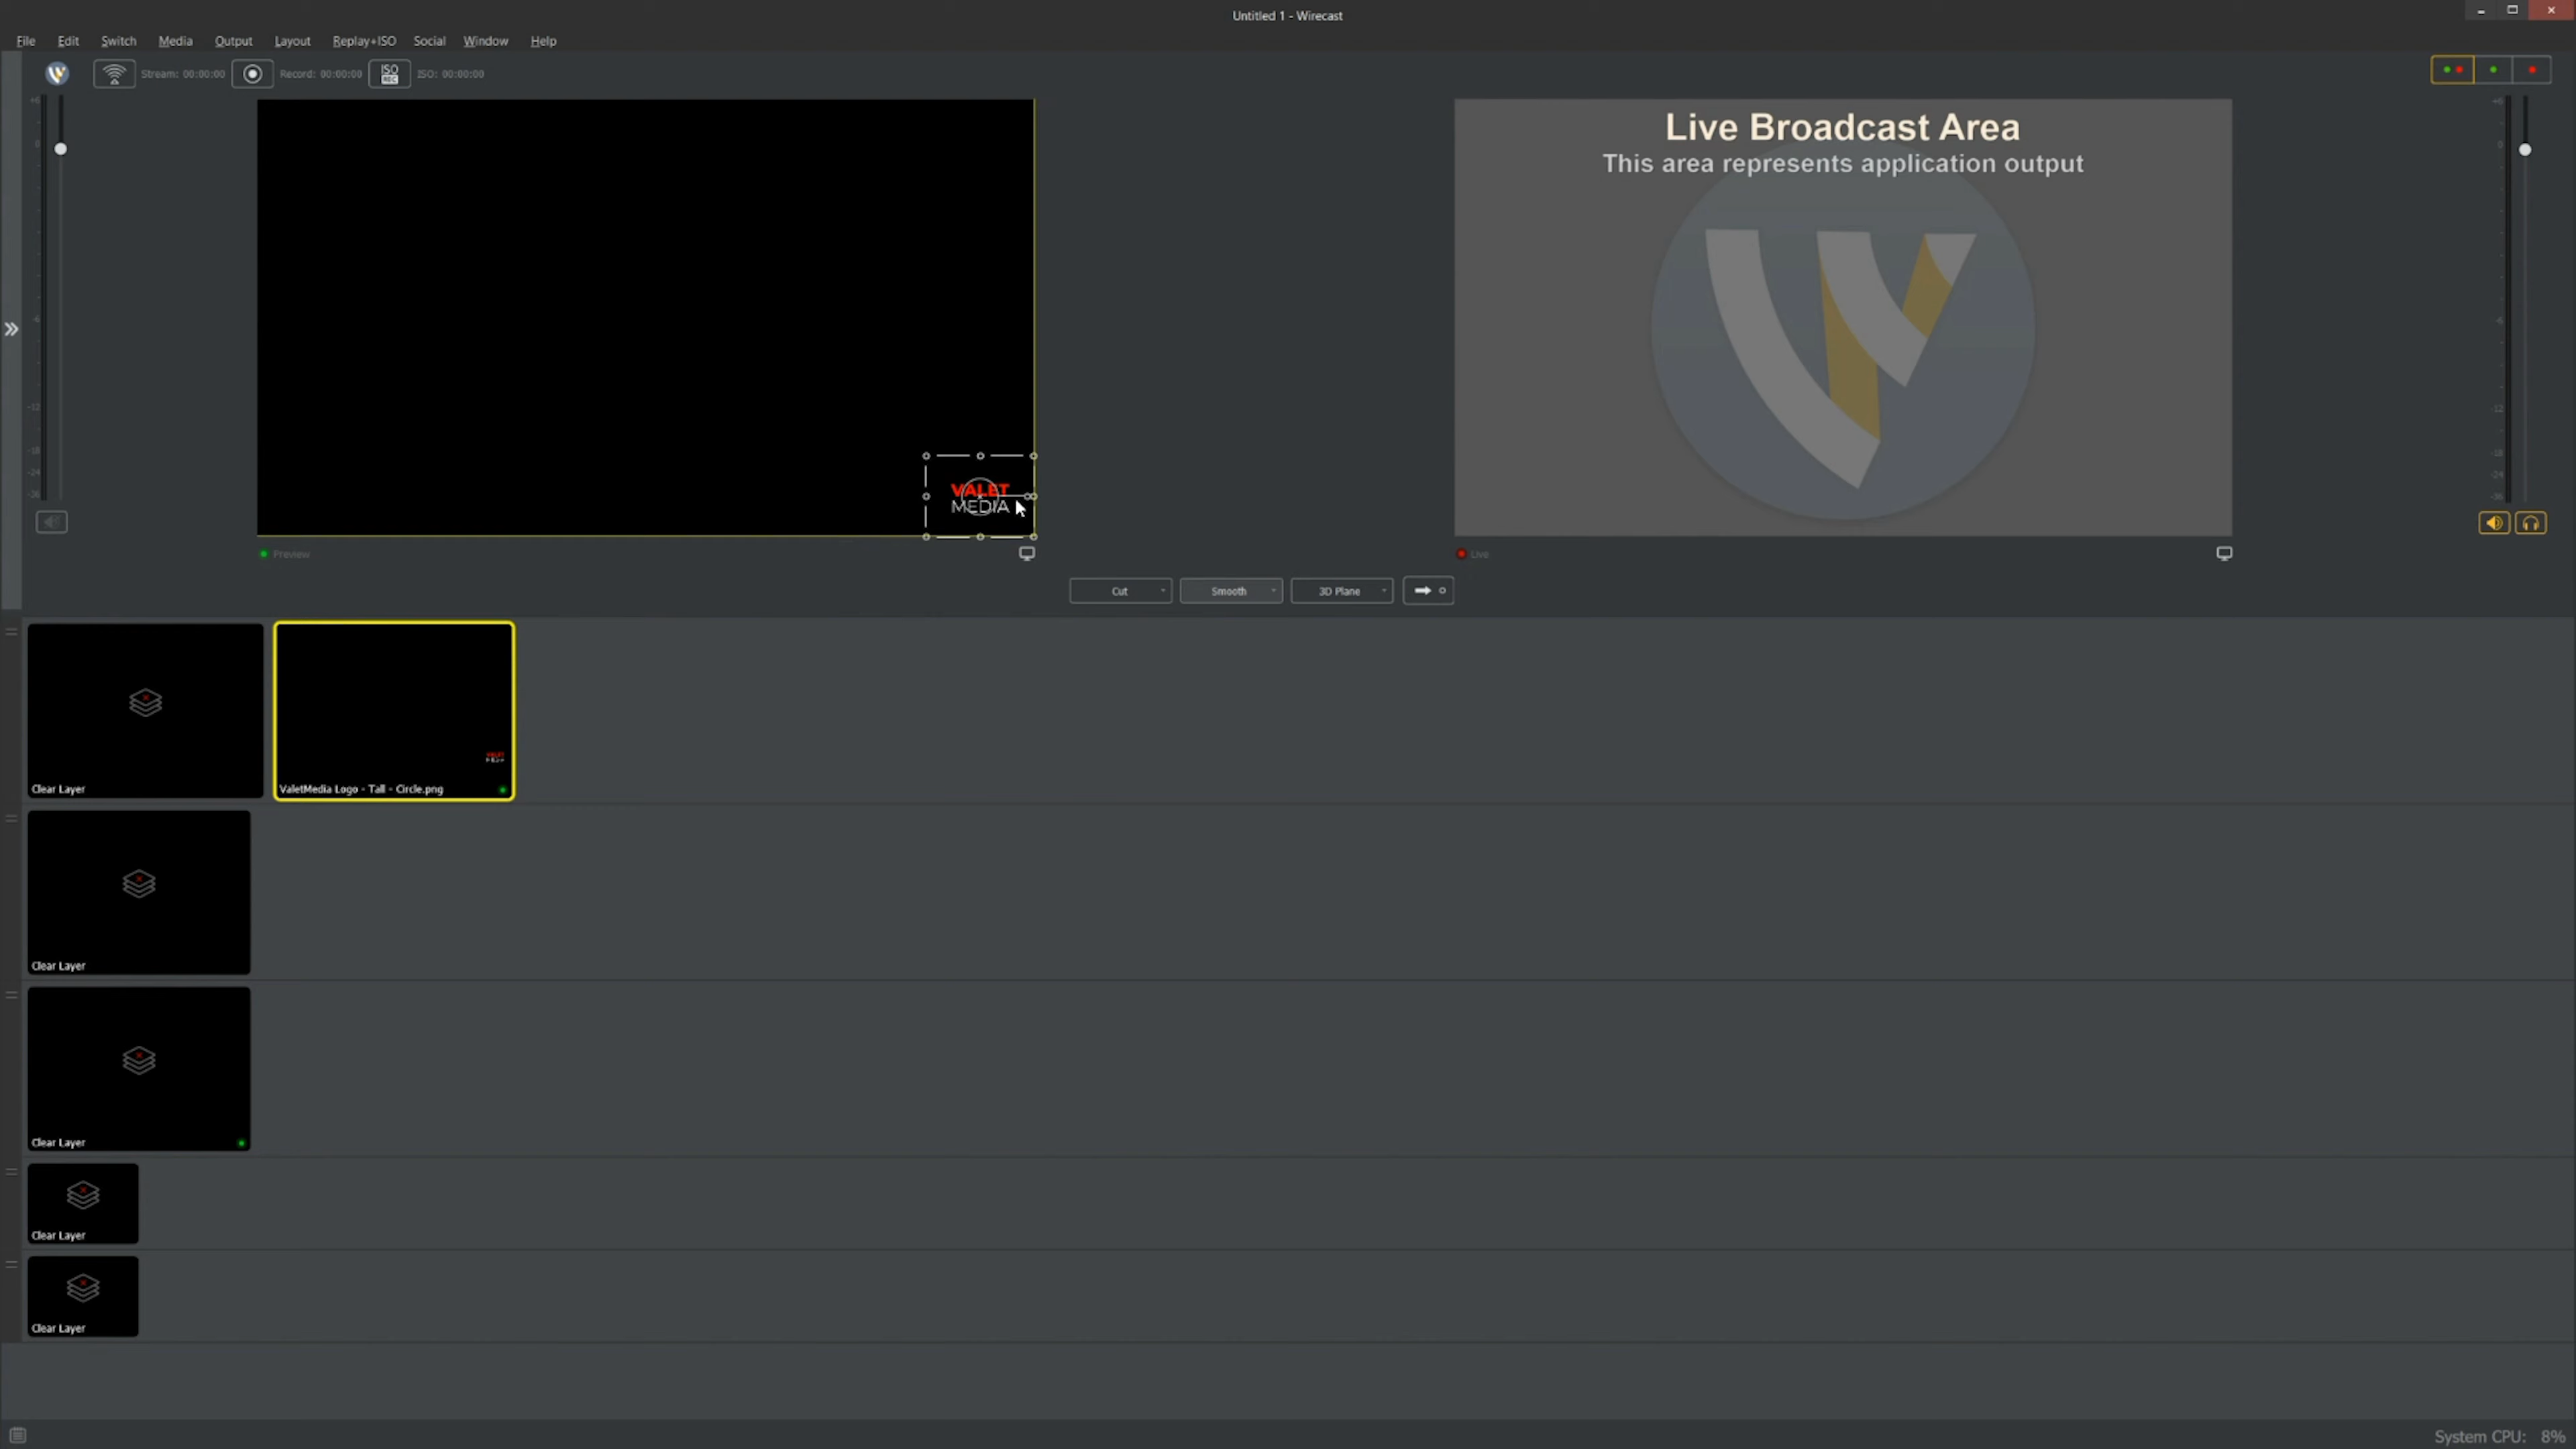 Untitled 1 - Wirecast
File Edit Switch Media Output Layout Replay+ISO Social Window Help
Stream: 00:00:00 Record: 00:00:00 ISO REC ISO: 00:00:00
Live Broadcast Area
This area represents application output
VALET
MEDIA
Preview
Live
Cut Smooth 3D Plane
Clear Layer
ValetMedia Logo - Tall - Circle.png
Clear Layer
Clear Layer
Clear Layer
Clear Layer
System CPU: 8%